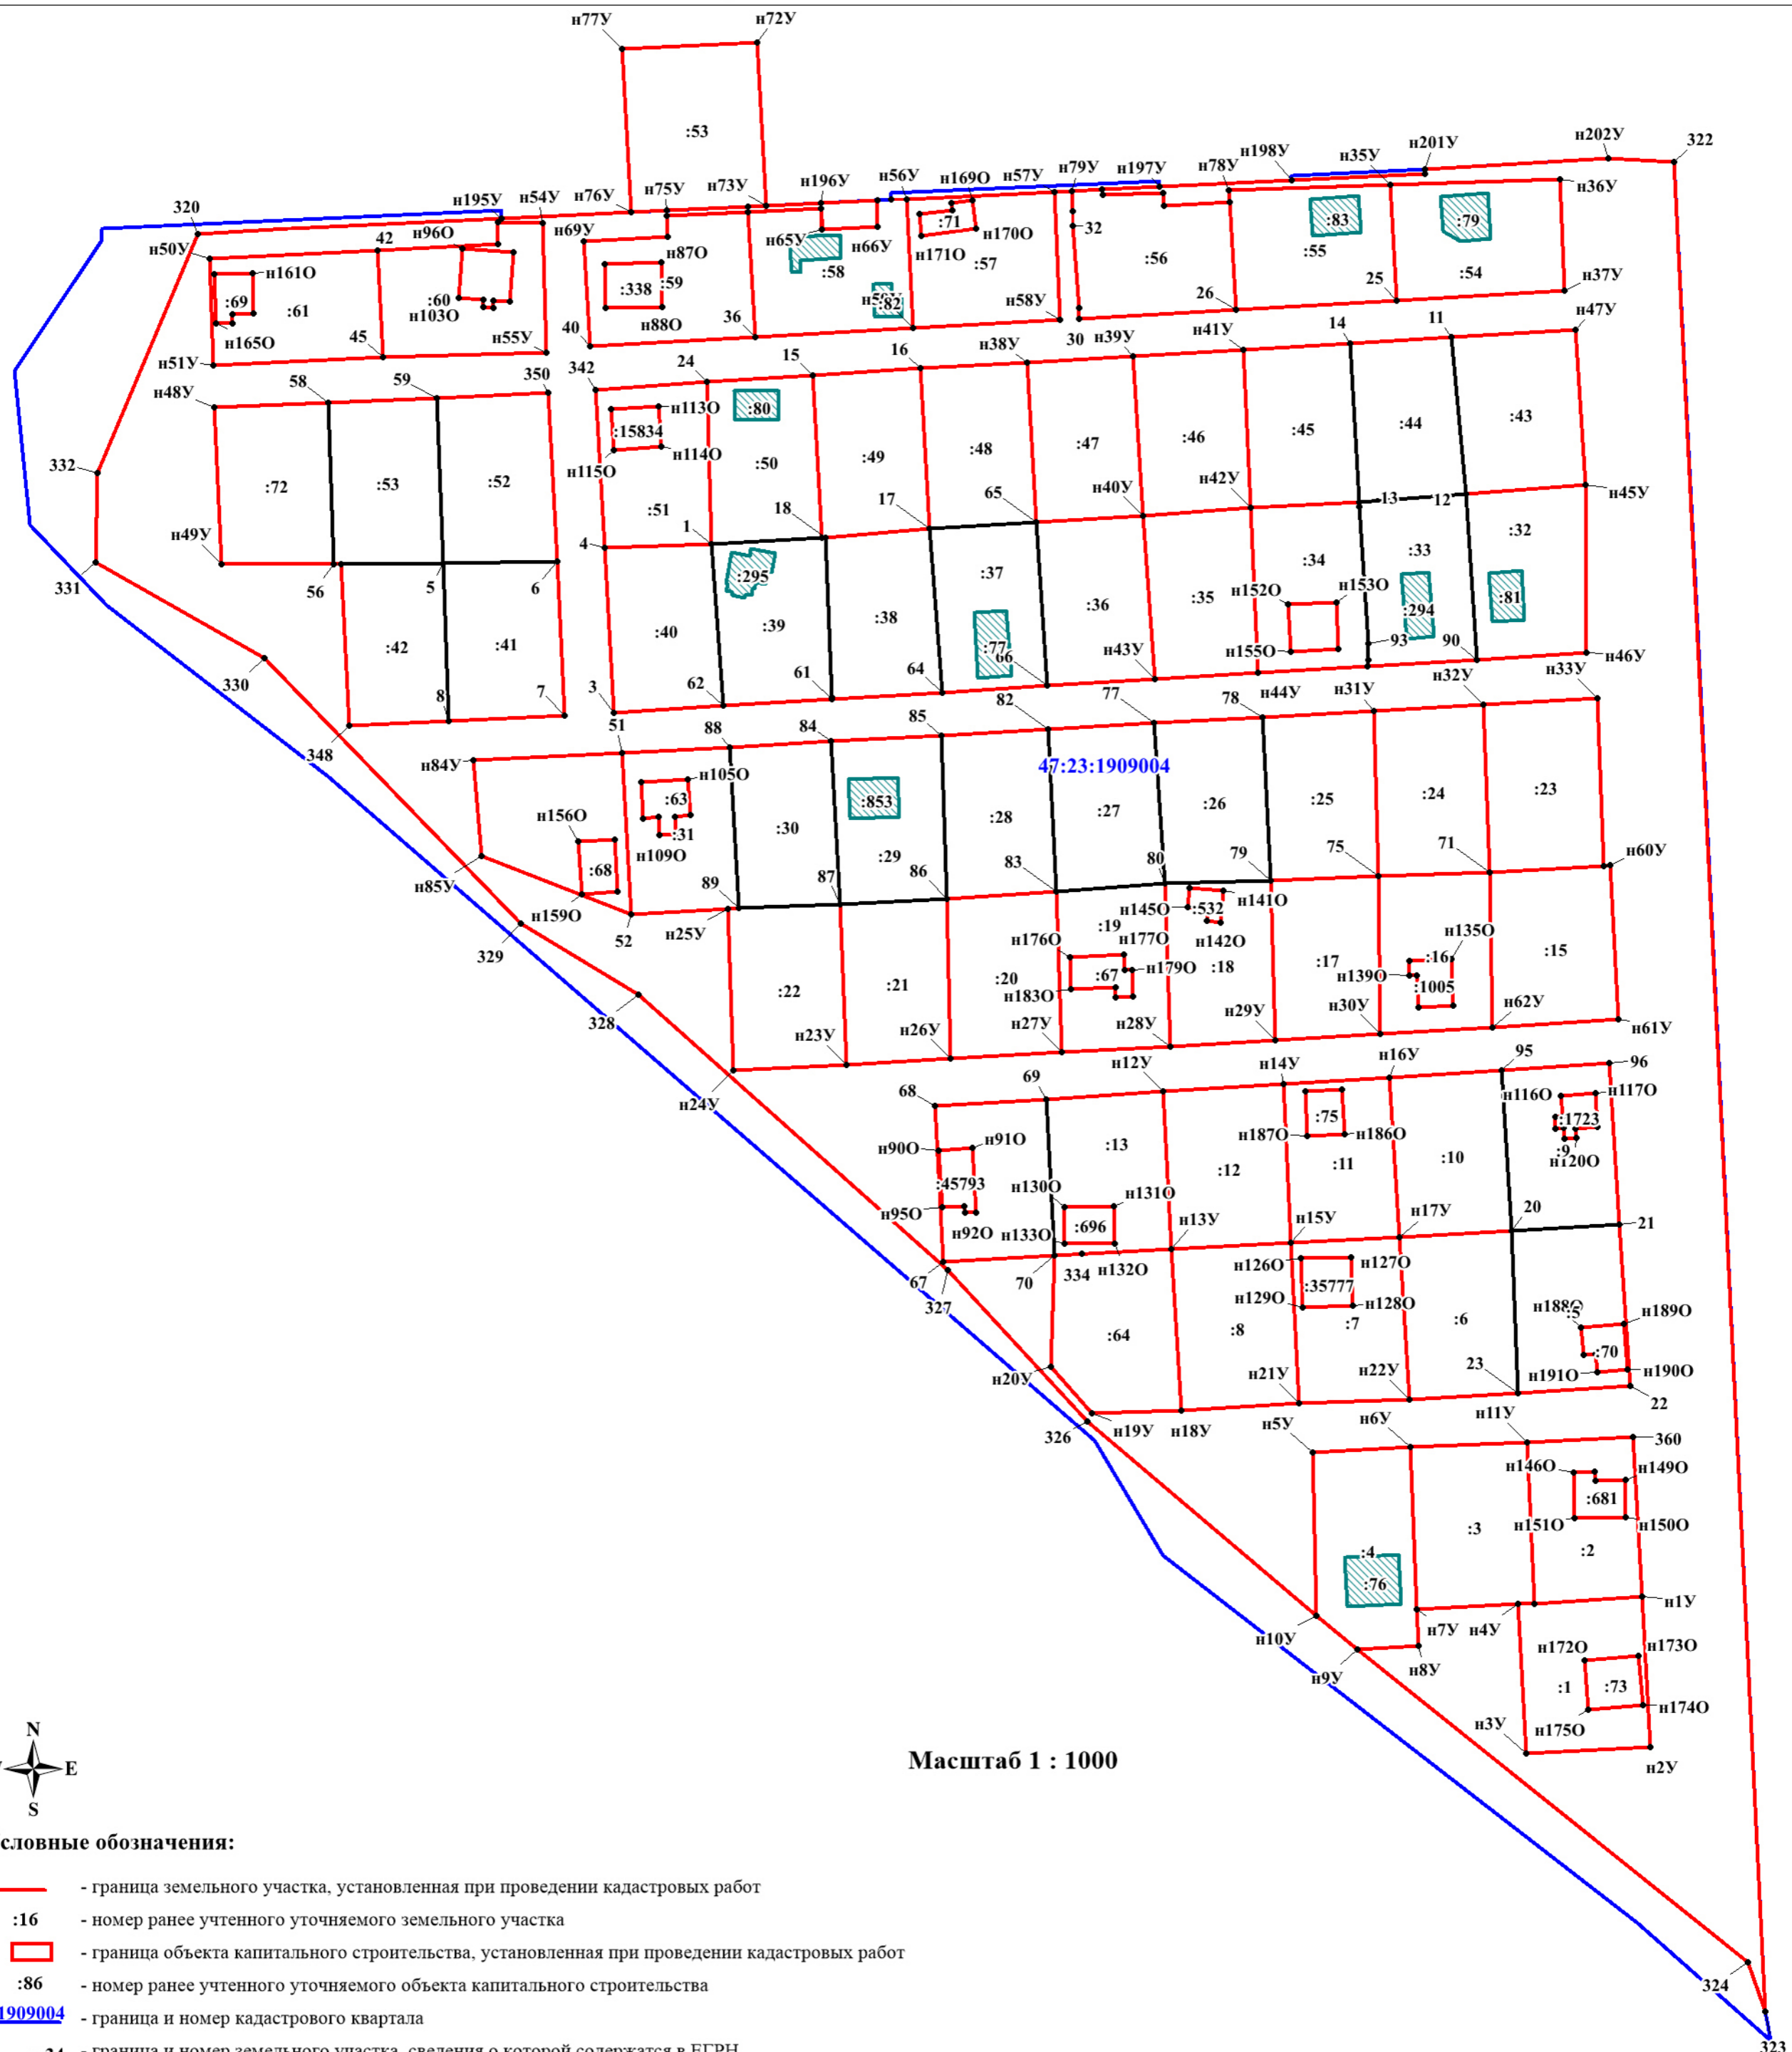 н77У
н72У
:53
320
н195У
н54У
н76У
н75У
н73У
н196У
н56У
н169О
н57У
н79У
н197У
н78У
н198У
н35У
н201У
н202У
322
н50У
42
н96О
н69У
н87О
н65У
н66У
:71
н170О
32
:83
:79
н36У
н161О
:69
:61
:60
н103О
:338
:59
:58
н171О
:57
:56
:55
:54
н165О
н88О
:82
н58У
26
25
н37У
н51У
45
н55У
40
36
30
н47У
н48У
58
59
350
342
24
15
16
н38У
н39У
н41У
14
11
н113О
:15834
н114О
н115О
:80
332
:72
:53
:52
:51
:50
:49
:48
:47
:46
:45
:44
:43
н49У
4
1
18
17
65
н40У
н42У
13
12
н45У
331
56
5
6
:295
:37
:34
:33
:32
н152О
н153О
:42
:41
:40
:39
:38
:36
:35
:294
:81
:77
66
н155О
93
90
330
8
7
3
62
61
64
н43У
н44У
н31У
н32У
н33У
н46У
348
51
88
84
85
82
77
78
н84У
47:23:1909004
н105О
:63
:31
н109О
:853
н156О
:68
:30
:29
:28
:27
:26
:25
:24
:23
н85У
н159О
89
87
86
83
80
79
75
71
н60У
329
52
н25У
н145О
:532
н141О
н142О
н176О
:19
н177О
н179О
:67
н183О
:18
:17
н135О
:16
н139О
:1005
:15
328
:22
:21
:20
н24У
н23У
н26У
н27У
н28У
н29У
н30У
н62У
н61У
68
69
н12У
н14У
н16У
95
96
н90О
н91О
:45793
н95О
н92О
:13
:12
:75
н187О
н186О
:11
:10
н116О
н117О
:1723
:9
н120О
н130О
н131О
:696
н133О
н132О
67
70
334
н13У
н15У
н17У
20
21
327
н126О
н127О
:35777
н129О
н128О
:64
:8
:7
:6
н188О
:5
н189О
:70
н191О
н190О
н20У
н21У
н22У
23
22
326
н19У
н18У
н5У
н6У
н11У
360
н146О
н149О
:681
н151О
н150О
:4
:76
:3
:2
н10У
н9У
н8У
н7У
н4У
н1У
н172О
н173О
:1
:73
н175О
н174О
н3У
н2У
324
323
N
E
S
Масштаб 1 : 1000
словные обозначения:
- граница земельного участка, установленная при проведении кадастровых работ
:16 - номер ранее учтенного уточняемого земельного участка
- граница объекта капитального строительства, установленная при проведении кадастровых работ
:86 - номер ранее учтенного уточняемого объекта капитального строительства
1909004 - граница и номер кадастрового квартала
24 - граница и номер земельного участка, сведения о которой содержатся в ЕГРН